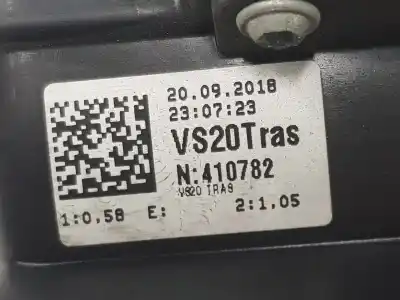 20.09.2018
23:07:23
VS20Tras
N:410782
VS20 TRAS
1:0,58 E: 2:1,05